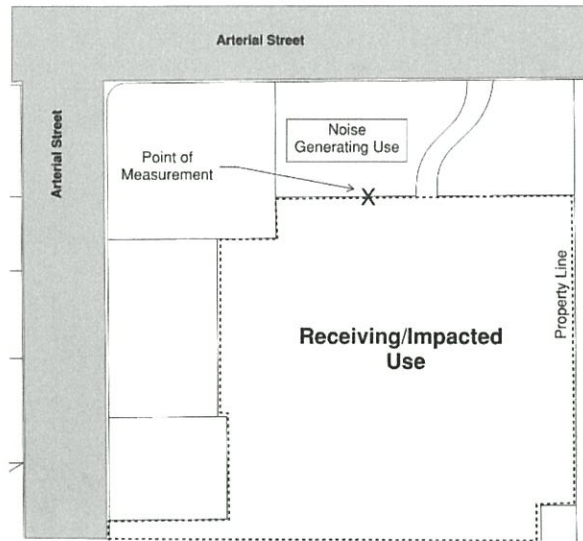 Arterial Street
Arterial Street
Noise
Generating Use
Point of
Measurement
X
Property Line
Receiving/Impacted
Use